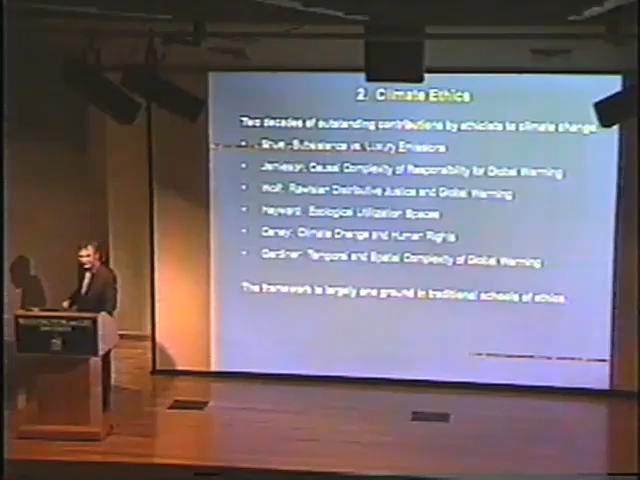 2. Climate Ethics
Two decades of outstanding contributions by ethicists to climate change.
• Shue: Subsistence vs. Luxury Emissions
• Jamieson: Causal Complexity of Responsibility for Global Warming
• Wolf: Rawlsian Distributive Justice and Global Warming
• Hayward: Ecological Utilization Spaces
• Caney: Climate Change and Human Rights
• Gardiner: Temporal and Spatial Complexity of Global Warming
The framework is largely one ground in traditional schools of ethics.